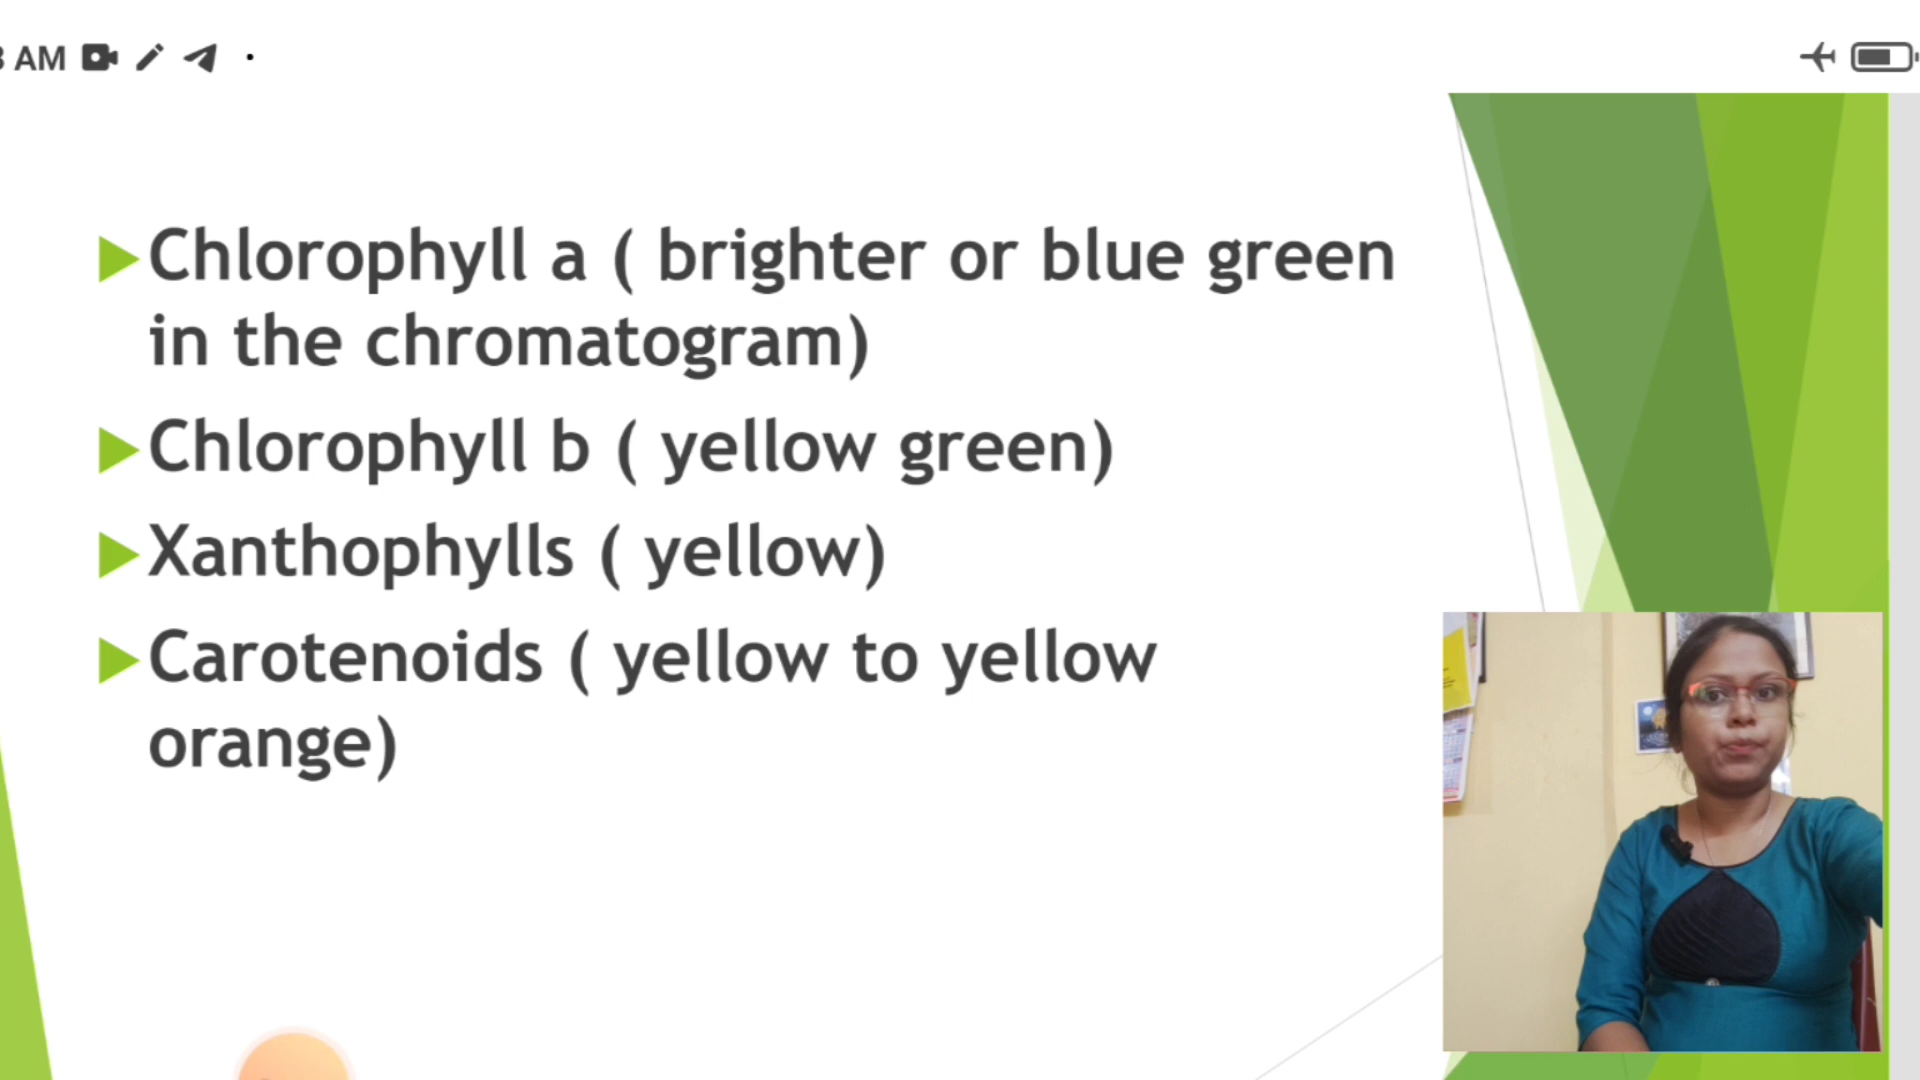 AM
Chlorophyll a ( brighter or blue green
in the chromatogram)
Chlorophyll b ( yellow green)
Xanthophylls ( yellow)
Carotenoids ( yellow to yellow
orange)